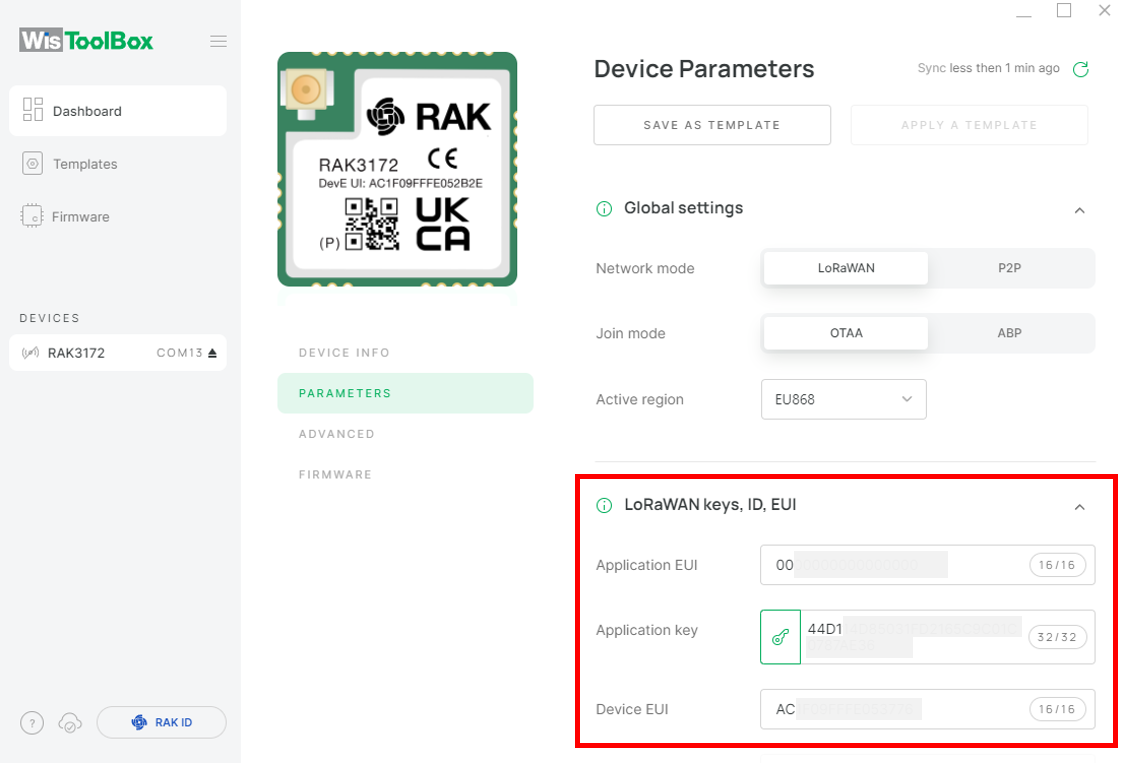 WisToolBox
Dashboard
Templates
Firmware
DEVICES
RAK3172 COM13
?
RAK ID
RAK
RAK3172
DevE UI: AC1F09FFFE052B2E
(P)
UK
CA
DEVICE INFO
PARAMETERS
ADVANCED
FIRMWARE
Device Parameters
Sync less then 1 min ago
SAVE AS TEMPLATE
APPLY A TEMPLATE
Global settings
Network mode LoRaWAN P2P
Join mode OTAA ABP
Active region EU868
LoRaWAN keys, ID, EUI
Application EUI 00 16/16
Application key 44D1 32/32
Device EUI AC 16/16